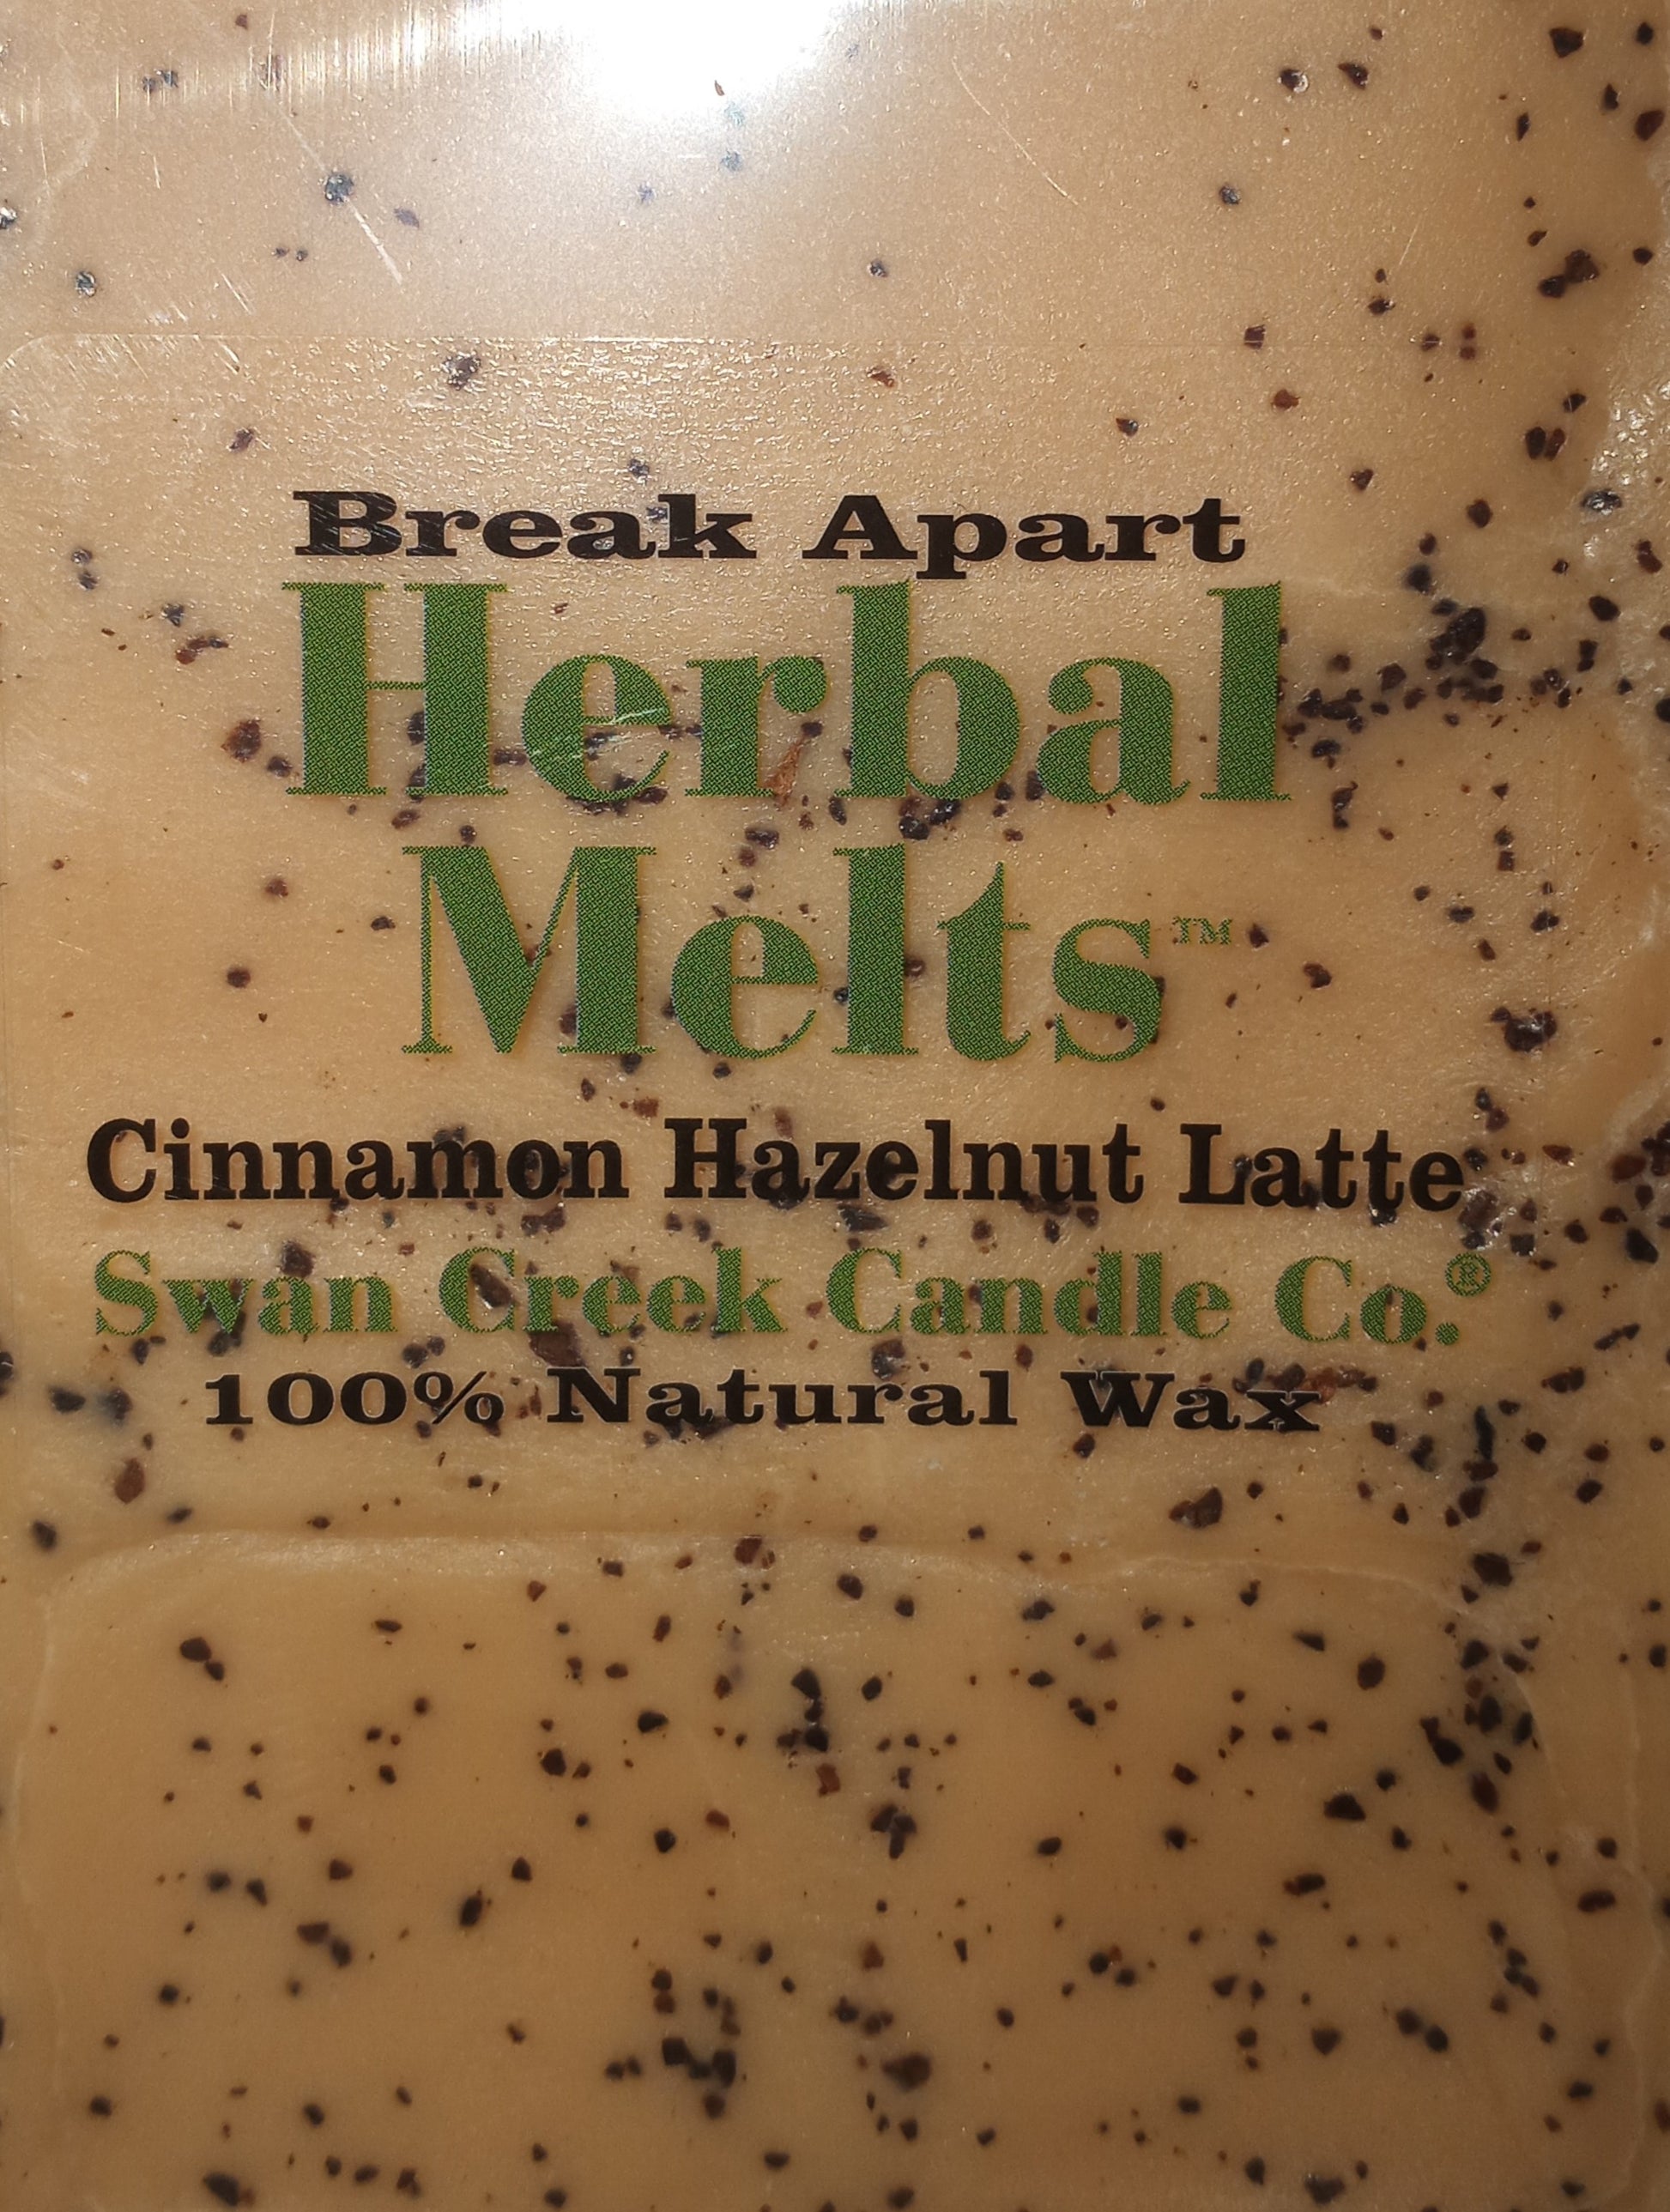 Break Apart
Herbal
Melts™
Cinnamon Hazelnut Latte
Swan Creek Candle Co.®
100% Natural Wax